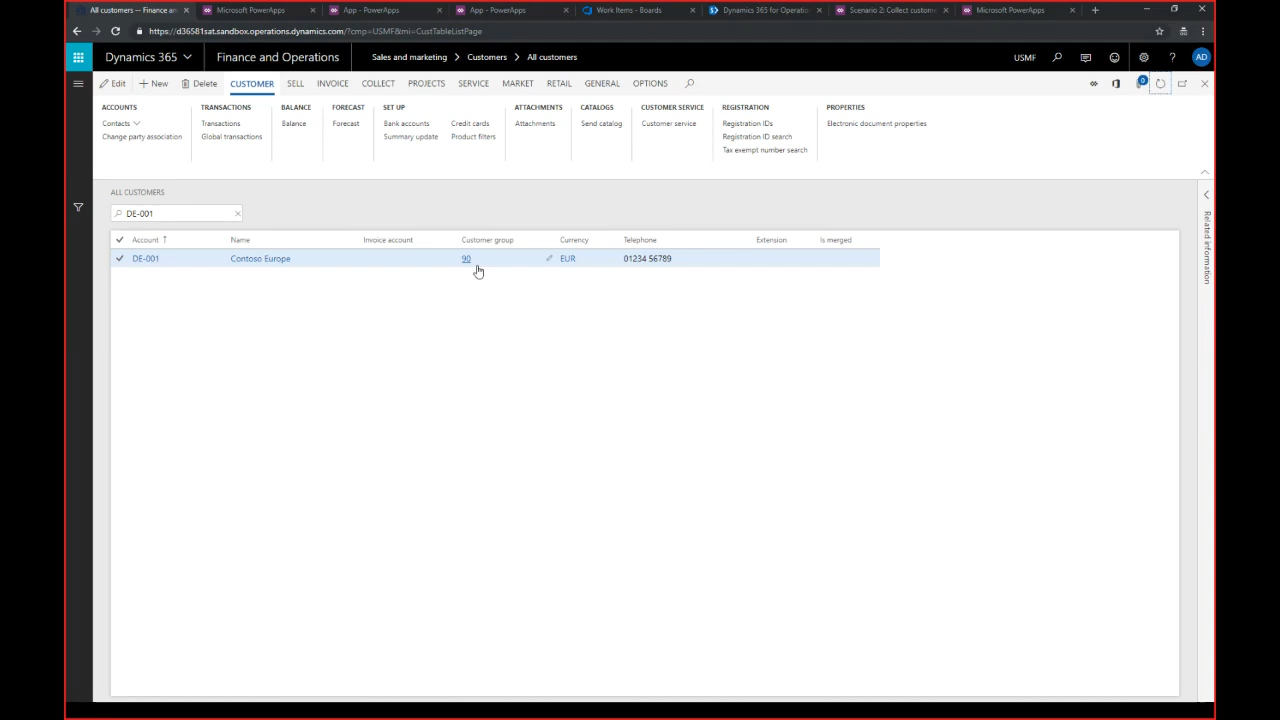 All customers -- Finance an
Microsoft PowerApps
App - PowerApps
App - PowerApps
Work Items - Boards
Dynamics 365 for Operation
Scenario 2: Collect custome
Microsoft PowerApps
https://d36581sat.sandbox.operations.dynamics.com/?cmp=USMF&mi=CustTableListPage
Dynamics 365
Finance and Operations
Sales and marketing > Customers > All customers
USMF
?
AD
Edit
New
Delete
CUSTOMER
SELL
INVOICE
COLLECT
PROJECTS
SERVICE
MARKET
RETAIL
GENERAL
OPTIONS
0
ACCOUNTS
Contacts
Change party association
TRANSACTIONS
Transactions
Global transactions
BALANCE
Balance
FORECAST
Forecast
SET UP
Bank accounts
Summary update
Credit cards
Product filters
ATTACHMENTS
Attachments
CATALOGS
Send catalog
CUSTOMER SERVICE
Customer service
REGISTRATION
Registration IDs
Registration ID search
Tax exempt number search
PROPERTIES
Electronic document properties
ALL CUSTOMERS
DE-001
Account
Name
Invoice account
Customer group
Currency
Telephone
Extension
Is merged
DE-001
Contoso Europe
90
EUR
01234 56789
Related information